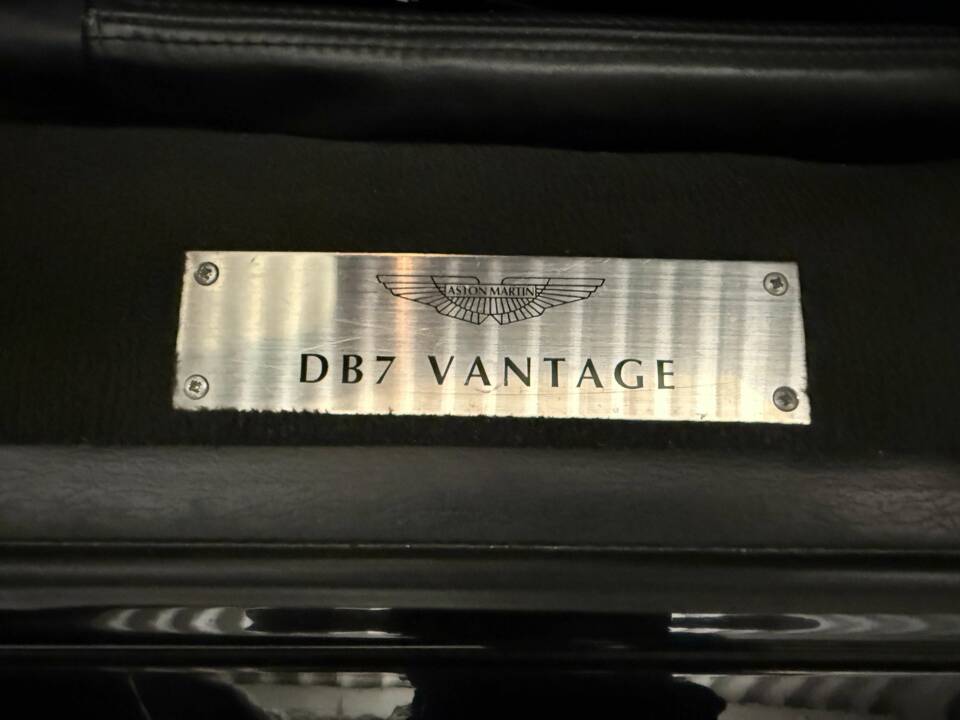 ASTON MARTIN
DB7 VANTAGE